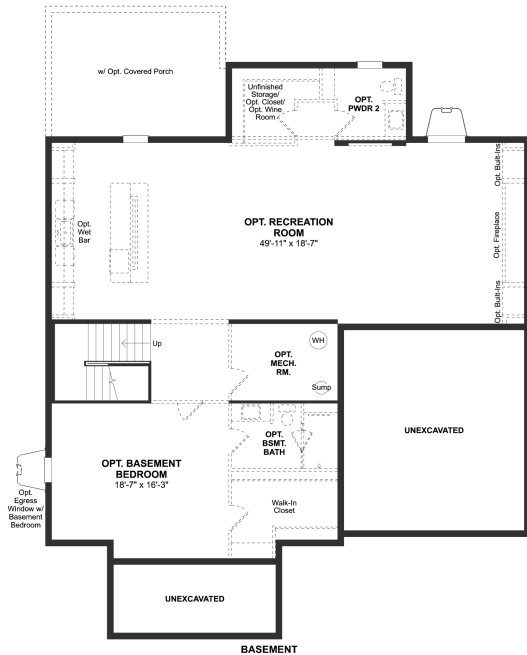 w/ Opt. Covered Porch
Unfinished
Storage/
Opt. Closet/
Opt. Wine
Room
OPT.
PWDR 2
Opt. Built-Ins
Opt. Fireplace
Opt. Built-Ins
Opt.
Wet
Bar
OPT. RECREATION
ROOM
49'-11" x 18'-7"
Up
OPT.
MECH.
RM.
WH
Sump
UNEXCAVATED
OPT.
BSMT.
BATH
OPT. BASEMENT
BEDROOM
18'-7" x 16'-3"
Walk-In
Closet
Opt.
Egress
Window w/
Basement
Bedroom
UNEXCAVATED
BASEMENT